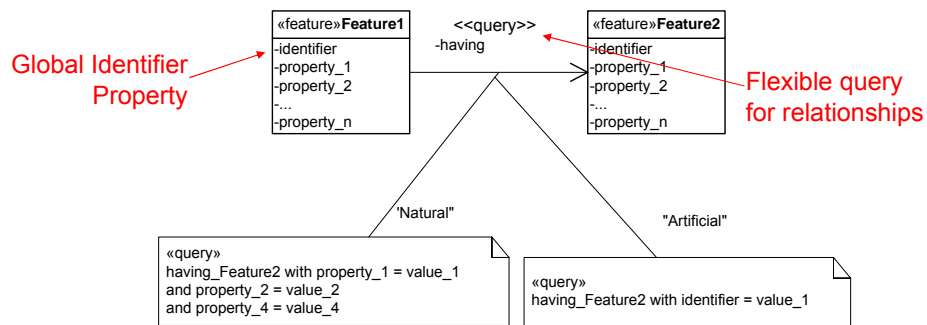 «feature»Feature1
-identifier
-property_1
-property_2
-...
-property_n
<<query>>
-having
«feature»Feature2
-identifier
-property_1
-property_2
-...
-property_n
Global Identifier
Property
Flexible query
for relationships
'Natural"
"Artificial"
«query»
having_Feature2 with property_1 = value_1
and property_2 = value_2
and property_4 = value_4
«query»
having_Feature2 with identifier = value_1